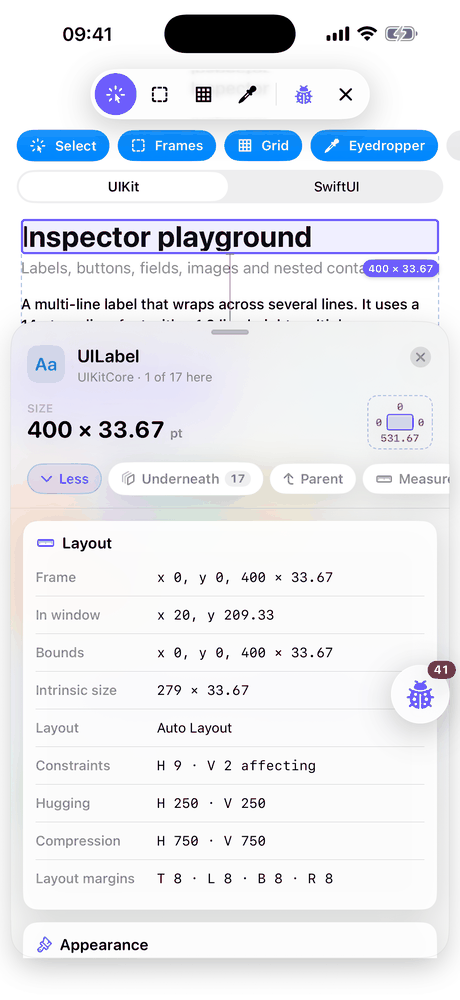 09:41
Select
Frames
Grid
Eyedropper
UIKit
SwiftUI
Inspector playground
Labels, buttons, fields, images and nested conta
400 × 33.67
A multi-line label that wraps across several lines. It uses a
Aa
UILabel
UIKitCore · 1 of 17 here
SIZE
400 × 33.67 pt
0
0 0
531.67
Less
Underneath 17
Parent
Measure
Layout
Frame x 0, y 0, 400 × 33.67
In window x 20, y 209.33
Bounds x 0, y 0, 400 × 33.67
Intrinsic size 279 × 33.67
41
Layout Auto Layout
Constraints H 9 · V 2 affecting
Hugging H 250 · V 250
Compression H 750 · V 750
Layout margins T 8 · L 8 · B 8 · R 8
Appearance